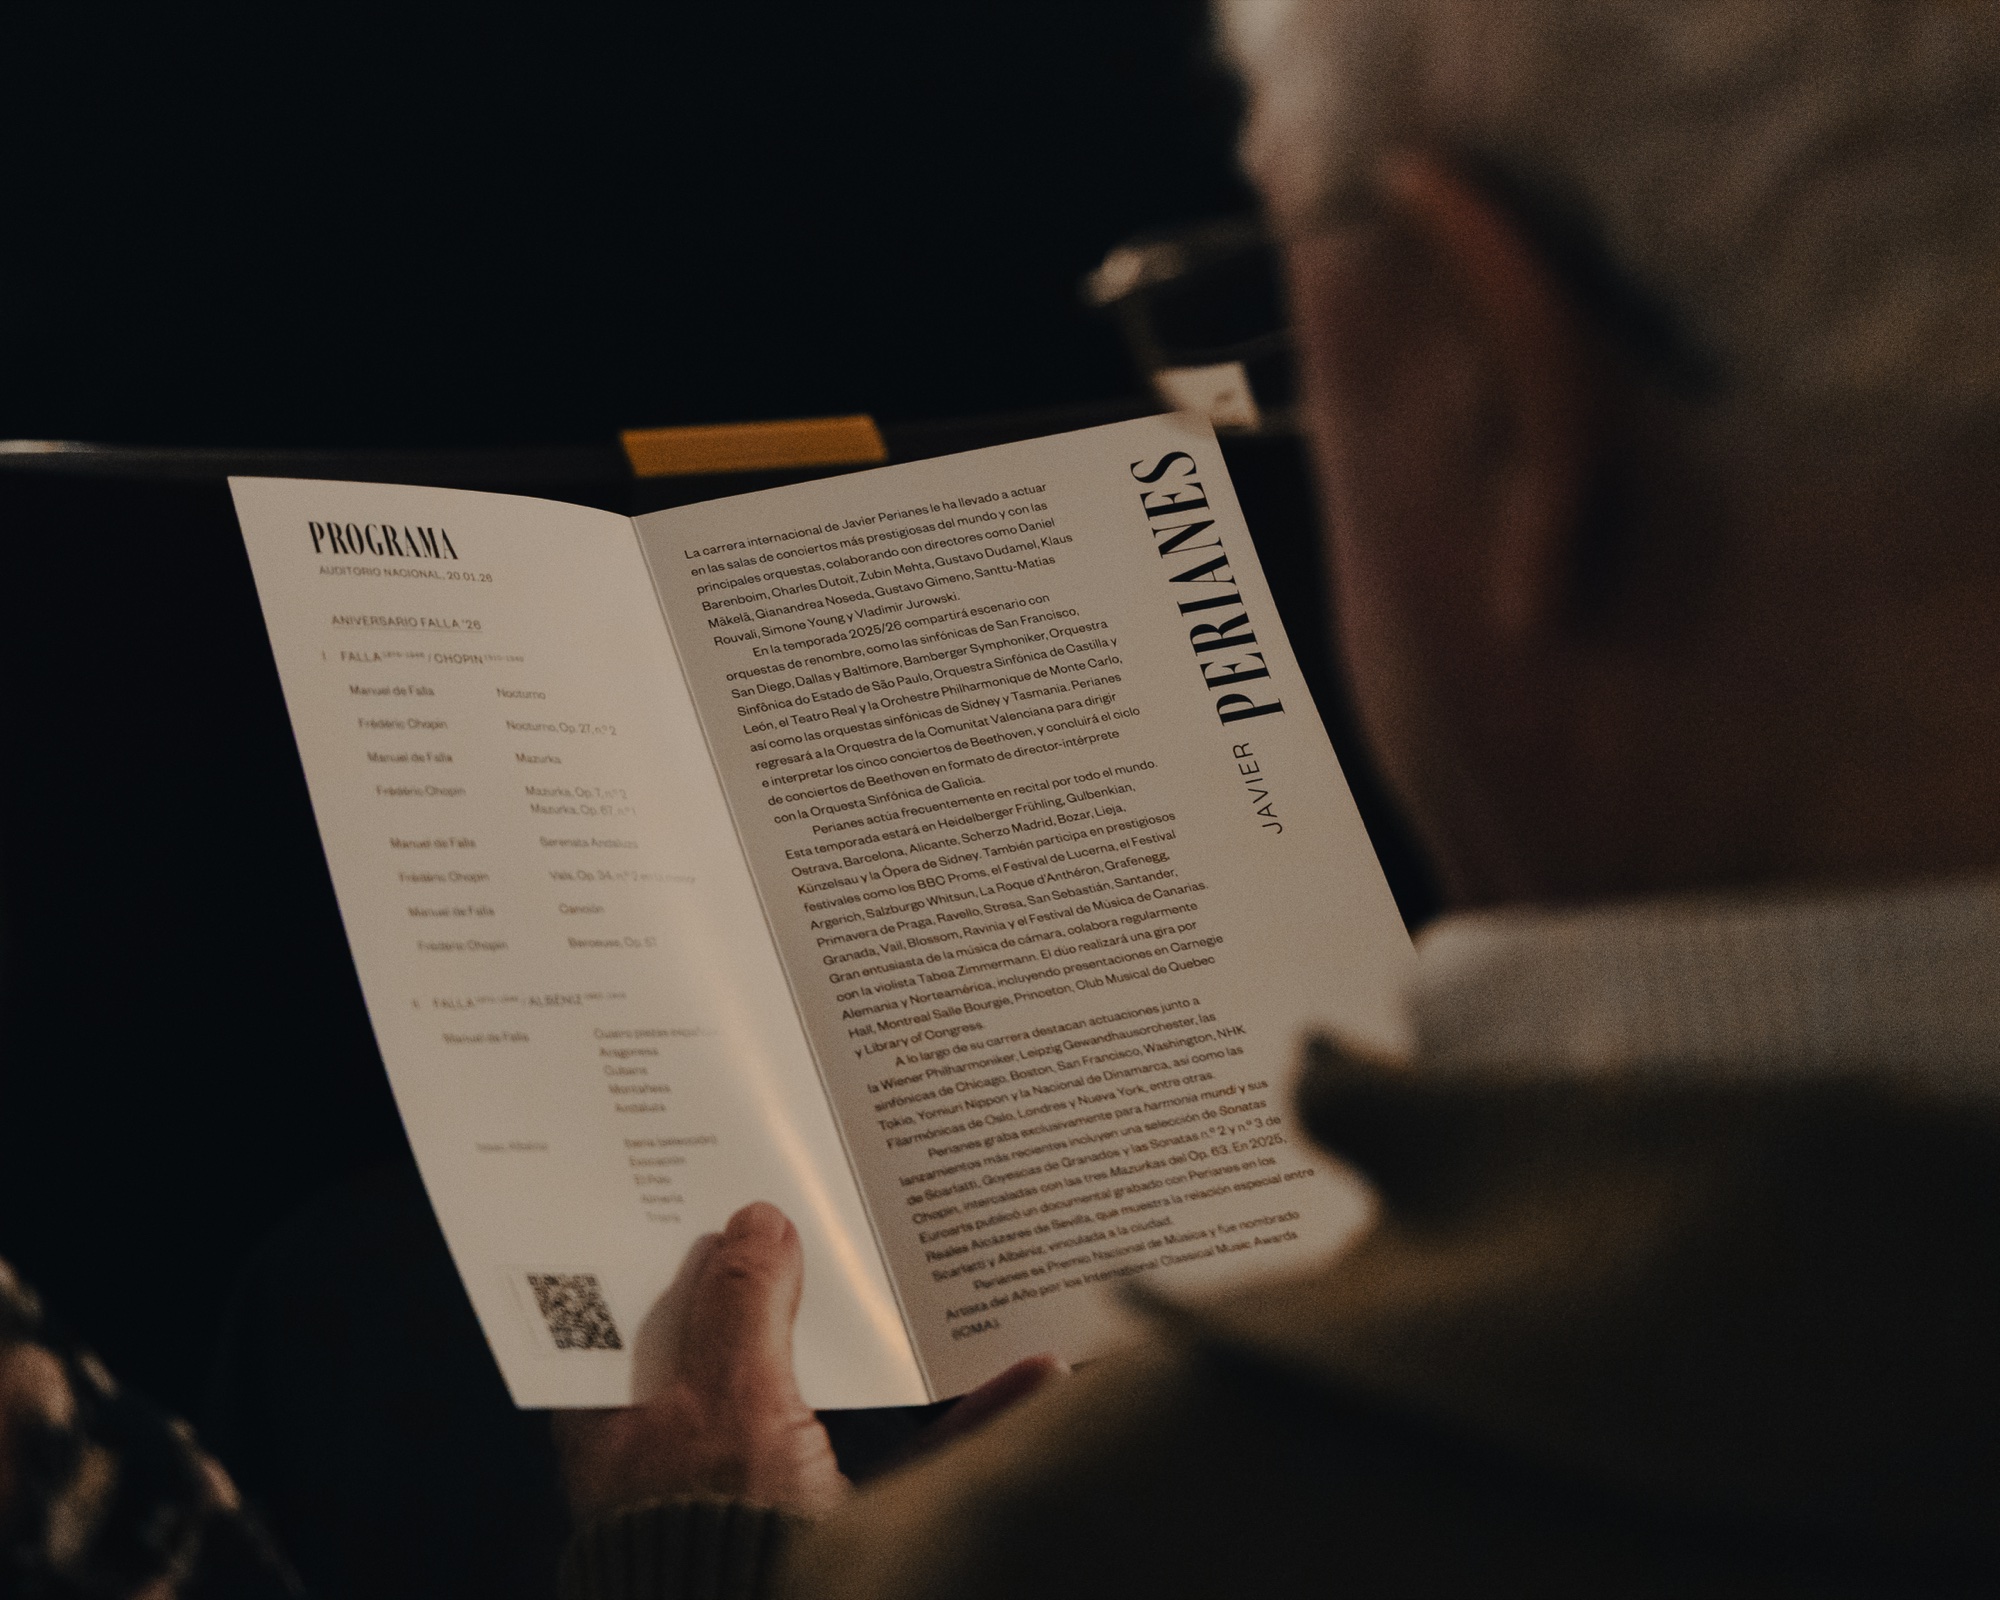 PROGRAMA
AUDITORIO NACIONAL, 20.01.26
ANIVERSARIO FALLA '26
I. FALLA / CHOPIN
Manuel de Falla Nocturno
Frédéric Chopin Nocturno, Op. 27, n.º 2
Manuel de Falla Mazurka
Frédéric Chopin Mazurka, Op. 7, n.º 2
Mazurka, Op. 67, n.º 1
Manuel de Falla Serenata Andaluza
Frédéric Chopin Vals, Op. 34, n.º 2 en la menor
Manuel de Falla Canción
Frédéric Chopin Berceuse, Op. 57
FALLA / ALBÉNIZ
Manuel de Falla Cuatro piezas
Aragonesa
Cubana
Montañesa
Andaluza
Albéniz Iberia (selección)
Evocación
El Polo
Almería
Triana
La carrera internacional de Javier Perianes le ha llevado a actuar
en las salas de conciertos más prestigiosas del mundo y con las
principales orquestas, colaborando con directores como Daniel
Barenboim, Charles Dutoit, Zubin Mehta, Gustavo Dudamel, Klaus
Mäkelä, Gianandrea Noseda, Gustavo Gimeno, Santtu-Matias
Rouvali, Simone Young y Vladimir Jurowski.
En la temporada 2025/26 compartirá escenario con
orquestas de renombre, como las sinfónicas de San Francisco,
San Diego, Dallas y Baltimore, Bamberger Symphoniker, Orquestra
Sinfônica do Estado de São Paulo, Orquestra Sinfónica de Castilla y
León, el Teatro Real y la Orchestre Philharmonique de Monte Carlo,
así como las orquestas sinfónicas de Sidney y Tasmania. Perianes
regresará a la Orquestra de la Comunitat Valenciana para dirigir
e interpretar los cinco conciertos de Beethoven, y concluirá el ciclo
de conciertos de Beethoven en formato de director-intérprete
con la Orquesta Sinfónica de Galicia.
Perianes actúa frecuentemente en recital por todo el mundo.
Esta temporada estará en Heidelberger Frühling, Gulbenkian,
Ostrava, Barcelona, Alicante, Scherzo Madrid, Bozar, Lieja,
Künzelsau y la Ópera de Sidney. También participa en prestigiosos
festivales como los BBC Proms, el Festival de Lucerna, el Festival
Argerich, Salzburgo Whitsun, La Roque d'Anthéron, Grafenegg,
Primavera de Praga, Ravello, Stresa, San Sebastián, Santander,
Granada, Vail, Blossom, Ravinia y el Festival de Música de Canarias.
Gran entusiasta de la música de cámara, colabora regularmente
con la violista Tabea Zimmermann. El dúo realizará una gira por
Alemania y Norteamérica, incluyendo presentaciones en Carnegie
Hall, Montreal Salle Bourgie, Princeton, Club Musical de Quebec
y Library of Congress.
A lo largo de su carrera destacan actuaciones junto a
la Wiener Philharmoniker, Leipzig Gewandhausorchester, las
sinfónicas de Chicago, Boston, San Francisco, Washington, NHK
Tokio, Yomiuri Nippon y la Nacional de Dinamarca, así como las
Filarmónicas de Oslo, Londres y Nueva York, entre otras.
Perianes graba exclusivamente para harmonia mundi y sus
lanzamientos más recientes incluyen una selección de Sonatas
de Scarlatti, Goyescas de Granados y las Sonatas n.º 2 y n.º 3 de
Chopin, intercaladas con las tres Mazurkas del Op. 63. En 2025,
Euroarts publicó un documental grabado con Perianes en los
Reales Alcázares de Sevilla, que muestra la relación especial entre
Scarlatti y Albéniz, vinculada a la ciudad.
Perianes es Premio Nacional de Música y fue nombrado
Artista del Año por los International Classical Music Awards
(ICMA).
JAVIER PERIANES